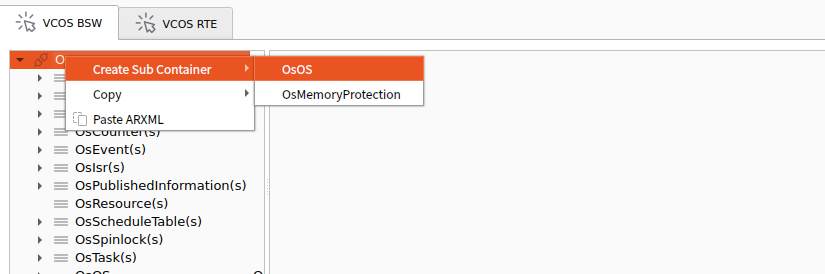 VCOS BSW
VCOS RTE
O
Create Sub Container
OsOS
Copy
OsMemoryProtection
Paste ARXML
OsCounter(s)
OsEvent(s)
OsIsr(s)
OsPublishedInformation(s)
OsResource(s)
OsScheduleTable(s)
OsSpinlock(s)
OsTask(s)
OsOS